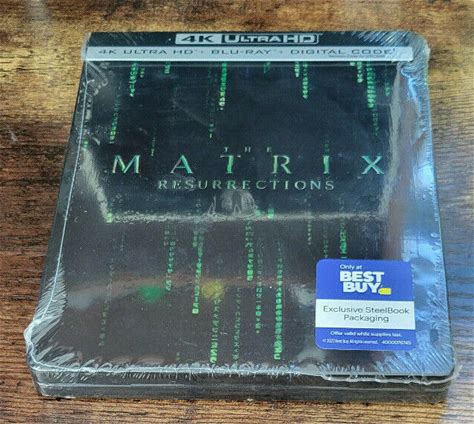 4K ULTRA HD
4K ULTRA HD + BLU-RAY + DIGITAL CODE
THE
MATRIX
RESURRECTIONS
Only at
BEST
BUY
Exclusive SteelBook
Packaging
Offer valid while supplies last.